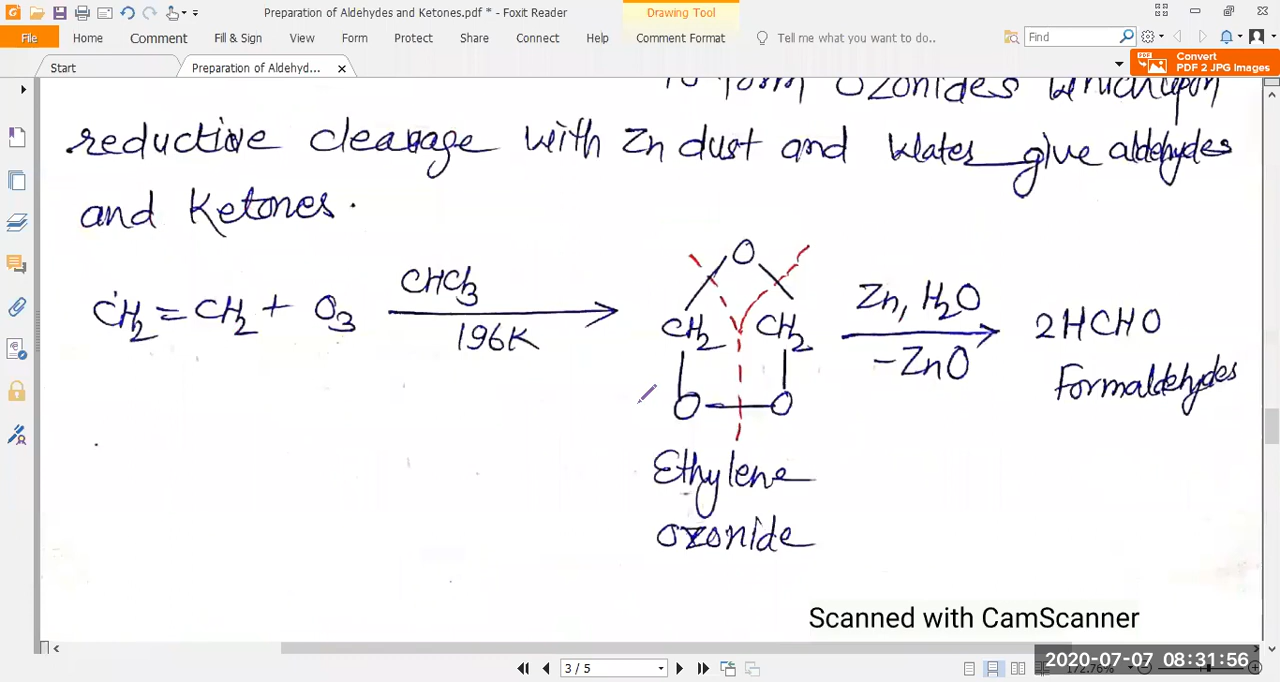 Preparation of Aldehydes and Ketones.pdf * - Foxit Reader
Drawing Tool
File Home Comment Fill & Sign View Form Protect Share Connect Help Comment Format Tell me what you want to do.. Find
Start
Preparation of Aldehyd...
Convert
PDF 2 JPG Images
to form Ozonides which upon
reductive cleavage with Zn dust and Water give aldehydes
and Ketones.
CH2 = CH2 + O3
CHCl3
196K
O
CH2 CH2
O O
Ethylene
ozonide
Zn, H2O
-ZnO
2HCHO
Formaldehydes
Scanned with CamScanner
3 / 5
2020-07-07 08:31:56